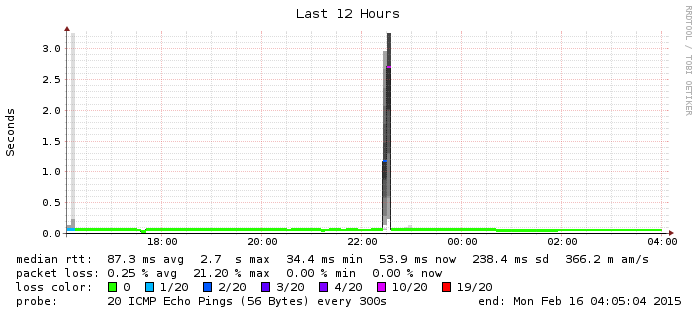 Last 12 Hours
RRDTOOL / TOBI OETIKER
Seconds
3.0
2.5
2.0
1.5
1.0
0.5
0.0
18:00 20:00 22:00 00:00 02:00 04:00
median rtt: 87.3 ms avg 2.7 s max 34.4 ms min 53.9 ms now 238.4 ms sd 366.2 m am/s
packet loss: 0.25 % avg 21.20 % max 0.00 % min 0.00 % now
loss color: 0 1/20 2/20 3/20 4/20 10/20 19/20
probe: 20 ICMP Echo Pings (56 Bytes) every 300s end: Mon Feb 16 04:05:04 2015